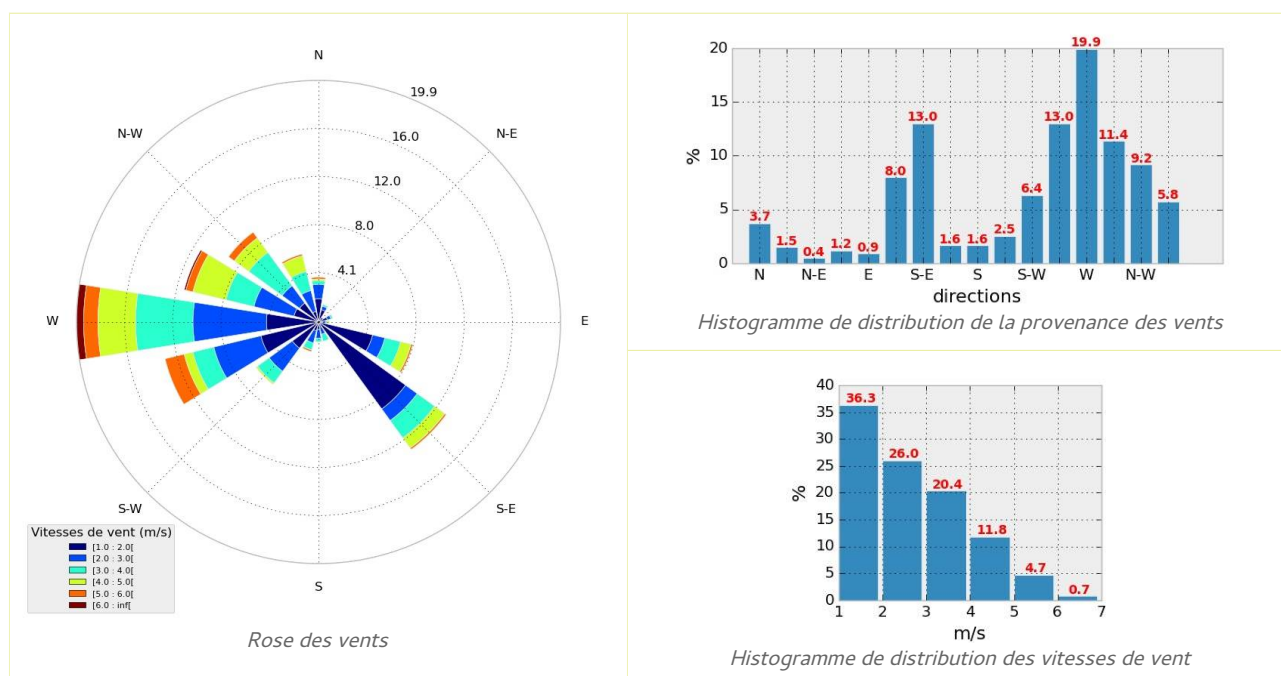 N
19.9
N-W
N-E
16.0
12.0
8.0
4.1
W
E
S-W
S-E
S
Vitesses de vent (m/s)
[1.0 : 2.0[
[2.0 : 3.0[
[3.0 : 4.0[
[4.0 : 5.0[
[5.0 : 6.0[
[6.0 : inf[
Rose des vents
20
15
10
5
0
%
3.7
1.5
0.4
1.2
0.9
8.0
13.0
1.6
1.6
2.5
6.4
13.0
19.9
11.4
9.2
5.8
N N-E E S-E S S-W W N-W
directions
Histogramme de distribution de la provenance des vents
40
35
30
25
20
15
10
5
0
%
36.3
26.0
20.4
11.8
4.7
0.7
1 2 3 4 5 6 7
m/s
Histogramme de distribution des vitesses de vent